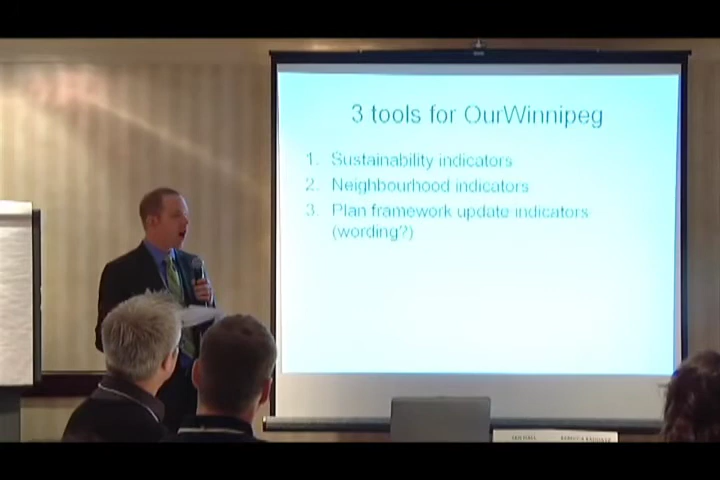 3 tools for OurWinnipeg
1. Sustainability indicators
2. Neighbourhood indicators
3. Plan framework update indicators
(wording?)